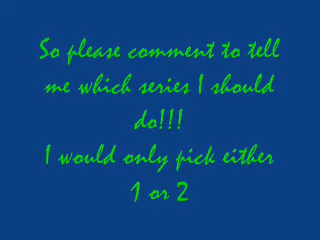 So please comment to tell
me which series I should
do!!!
I would only pick either
1 or 2